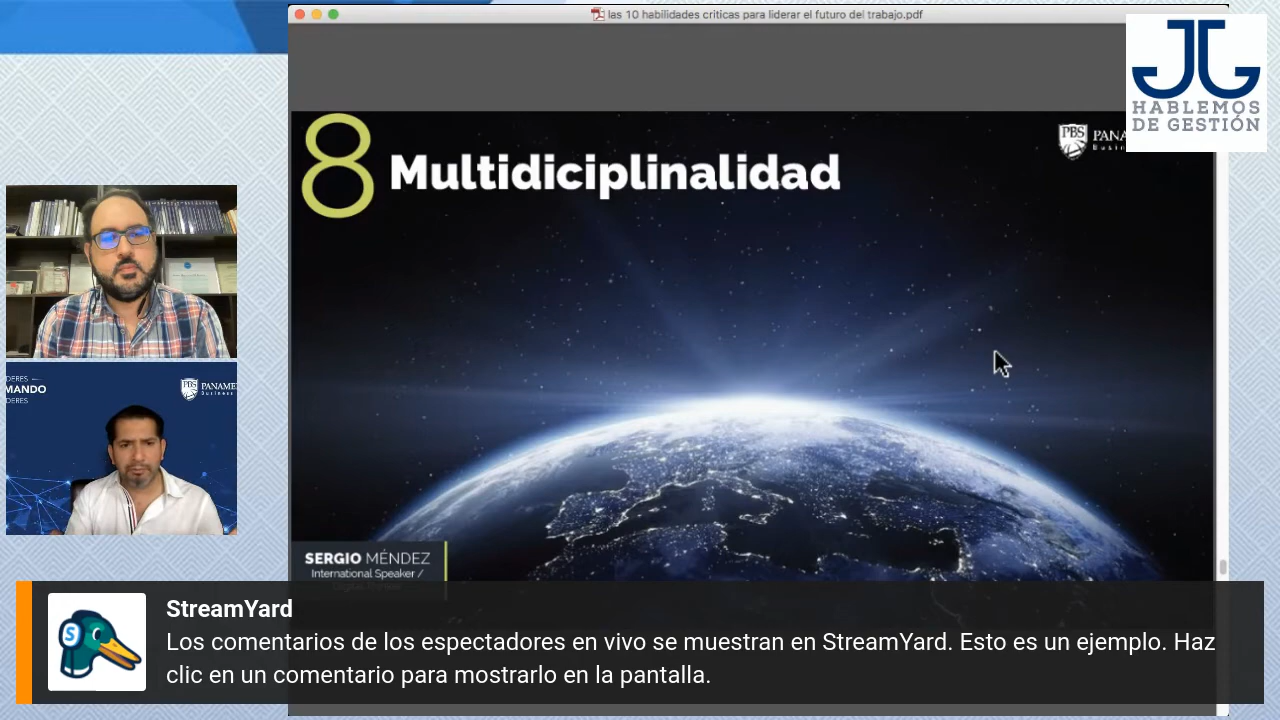 las 10 habilidades criticas para liderar el futuro del trabajo.pdf
JG
HABLEMOS
DE GESTIÓN
8 Multidiciplinalidad
PBS
SERGIO MÉNDEZ
International Speaker /
MANDO
DERES
PBS
StreamYard
Los comentarios de los espectadores en vivo se muestran en StreamYard. Esto es un ejemplo. Haz
clic en un comentario para mostrarlo en la pantalla.